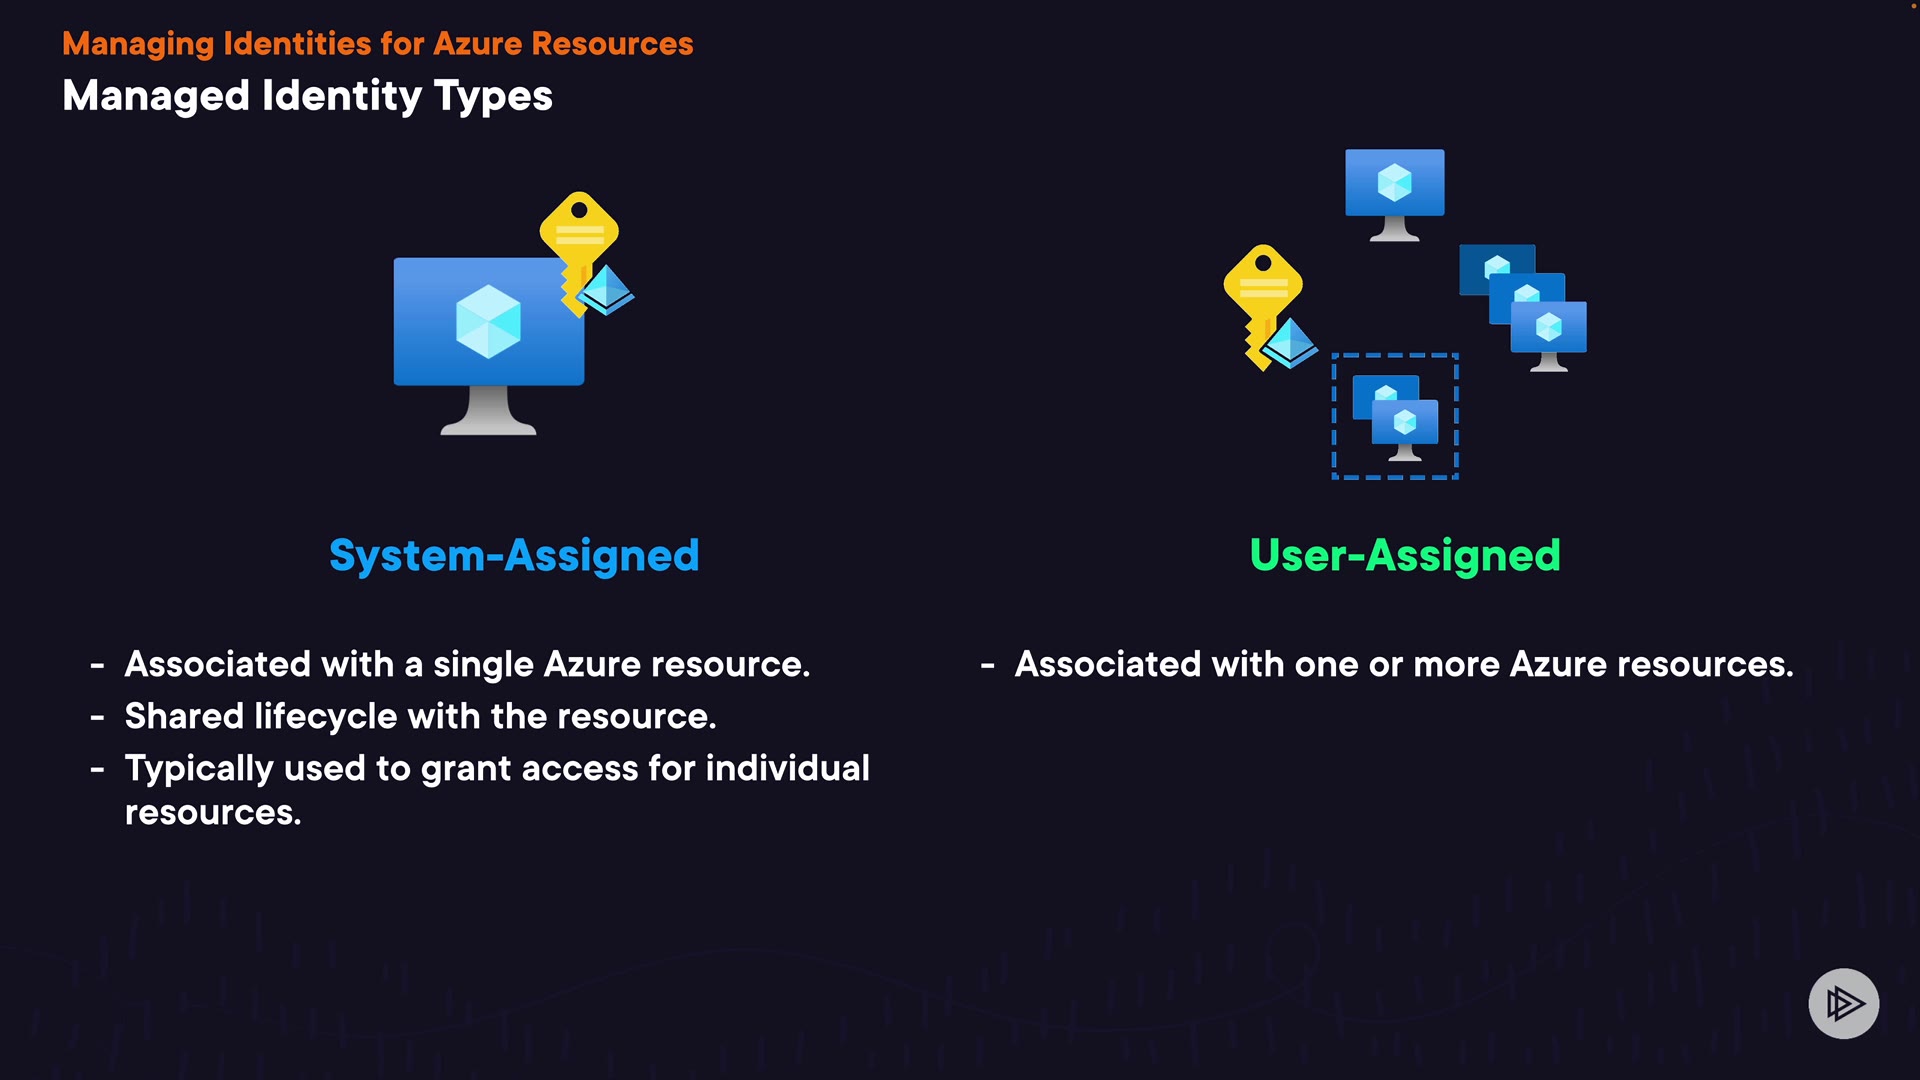 Managing Identities for Azure Resources
Managed Identity Types
System-Assigned
- Associated with a single Azure resource.
- Shared lifecycle with the resource.
- Typically used to grant access for individual
resources.
User-Assigned
- Associated with one or more Azure resources.